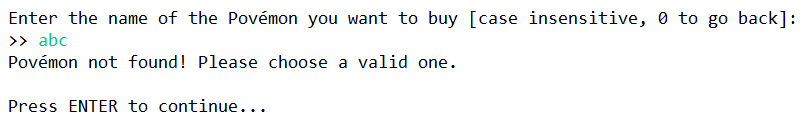 Enter the name of the Povémon you want to buy [case insensitive, 0 to go back]:
>> abc
Povémon not found! Please choose a valid one.
Press ENTER to continue...